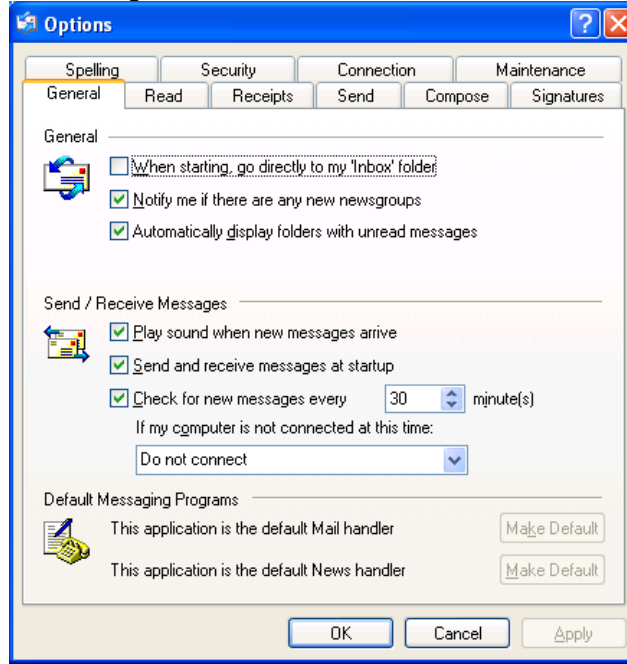 Options
Spelling Security Connection Maintenance
General Read Receipts Send Compose Signatures
General
When starting, go directly to my 'Inbox' folder
Notify me if there are any new newsgroups
Automatically display folders with unread messages
Send / Receive Messages
Play sound when new messages arrive
Send and receive messages at startup
Check for new messages every 30 minute(s)
If my computer is not connected at this time:
Do not connect
Default Messaging Programs
This application is the default Mail handler Make Default
This application is the default News handler Make Default
OK Cancel Apply